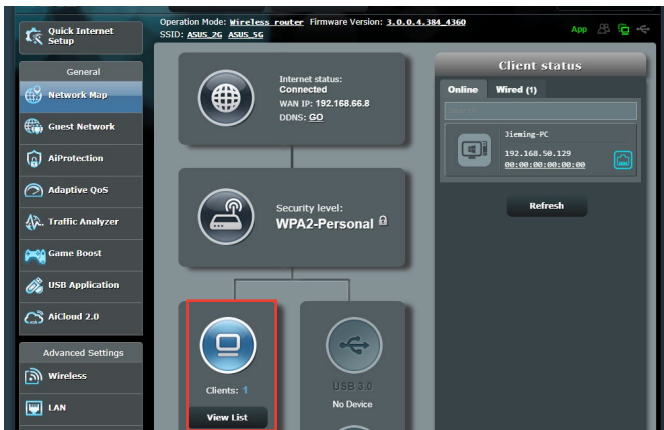 Quick Internet
Setup
General
Network Map
Guest Network
AiProtection
Adaptive QoS
Traffic Analyzer
Game Boost
USB Application
AiCloud 2.0
Advanced Settings
Wireless
LAN
Operation Mode: Wireless router Firmware Version: 3.0.0.4.384_4360
SSID: ASUS_2G ASUS_5G
App
Internet status:
Connected
WAN IP: 192.168.66.8
DDNS: GO
Security level:
WPA2-Personal
Clients: 1
View List
USB 3.0
No Device
Client status
Online Wired (1)
Jieming-PC
192.168.50.129
00:00:00:00:00:00
Refresh